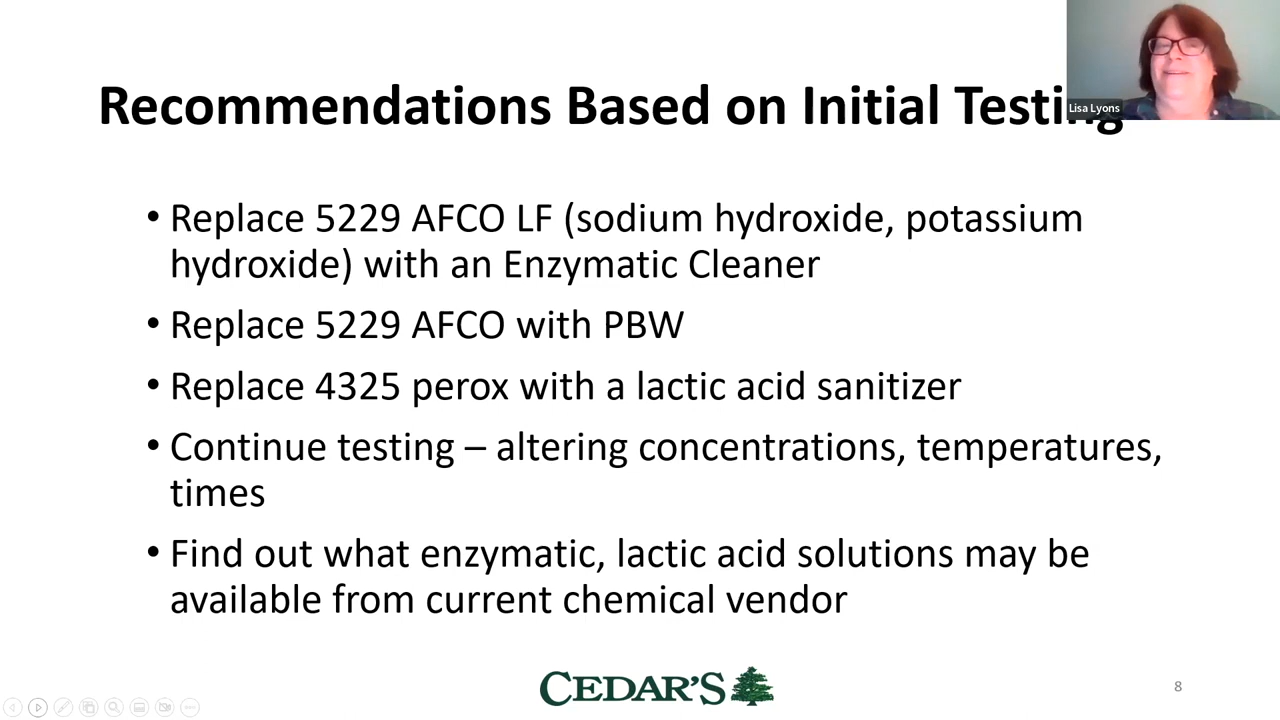 Recommendations Based on Initial Testing
Lisa Lyons
• Replace 5229 AFCO LF (sodium hydroxide, potassium
hydroxide) with an Enzymatic Cleaner
• Replace 5229 AFCO with PBW
• Replace 4325 perox with a lactic acid sanitizer
• Continue testing – altering concentrations, temperatures,
times
• Find out what enzymatic, lactic acid solutions may be
available from current chemical vendor
CEDAR'S
8